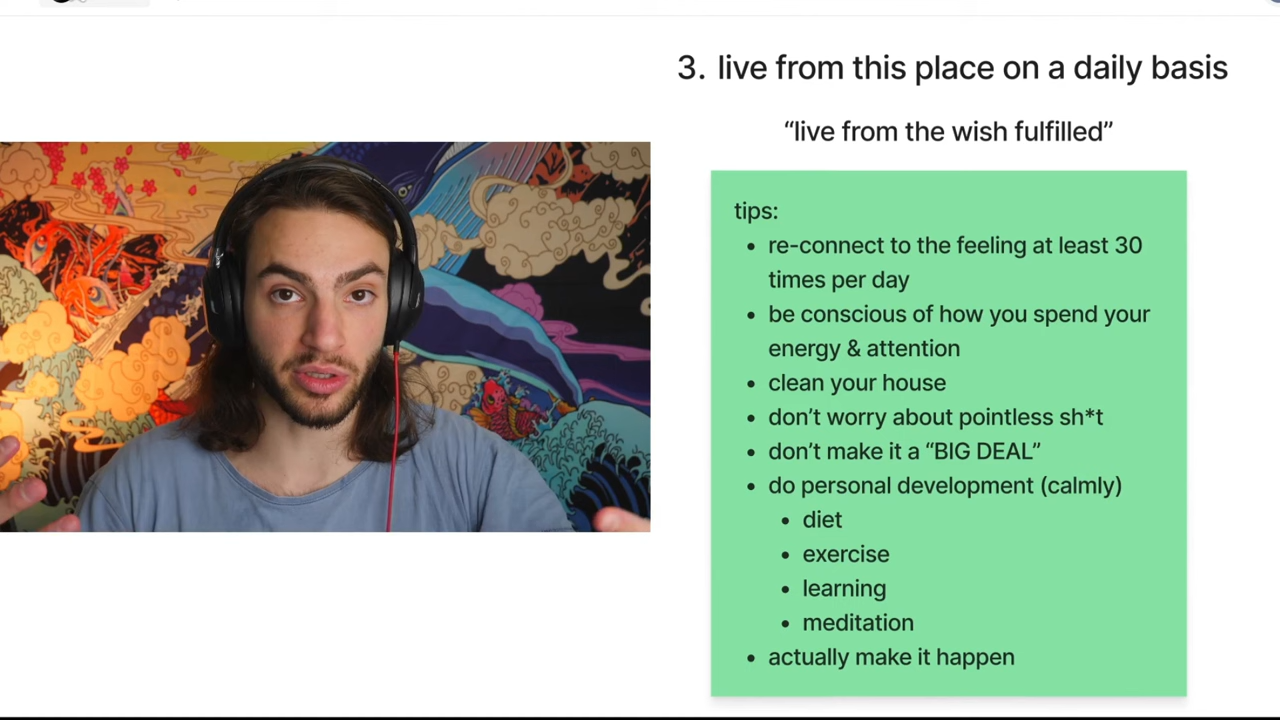 3. live from this place on a daily basis
“live from the wish fulfilled”
tips:
• re-connect to the feeling at least 30
times per day
• be conscious of how you spend your
energy & attention
• clean your house
• don’t worry about pointless sh*t
• don’t make it a “BIG DEAL”
• do personal development (calmly)
• diet
• exercise
• learning
• meditation
• actually make it happen